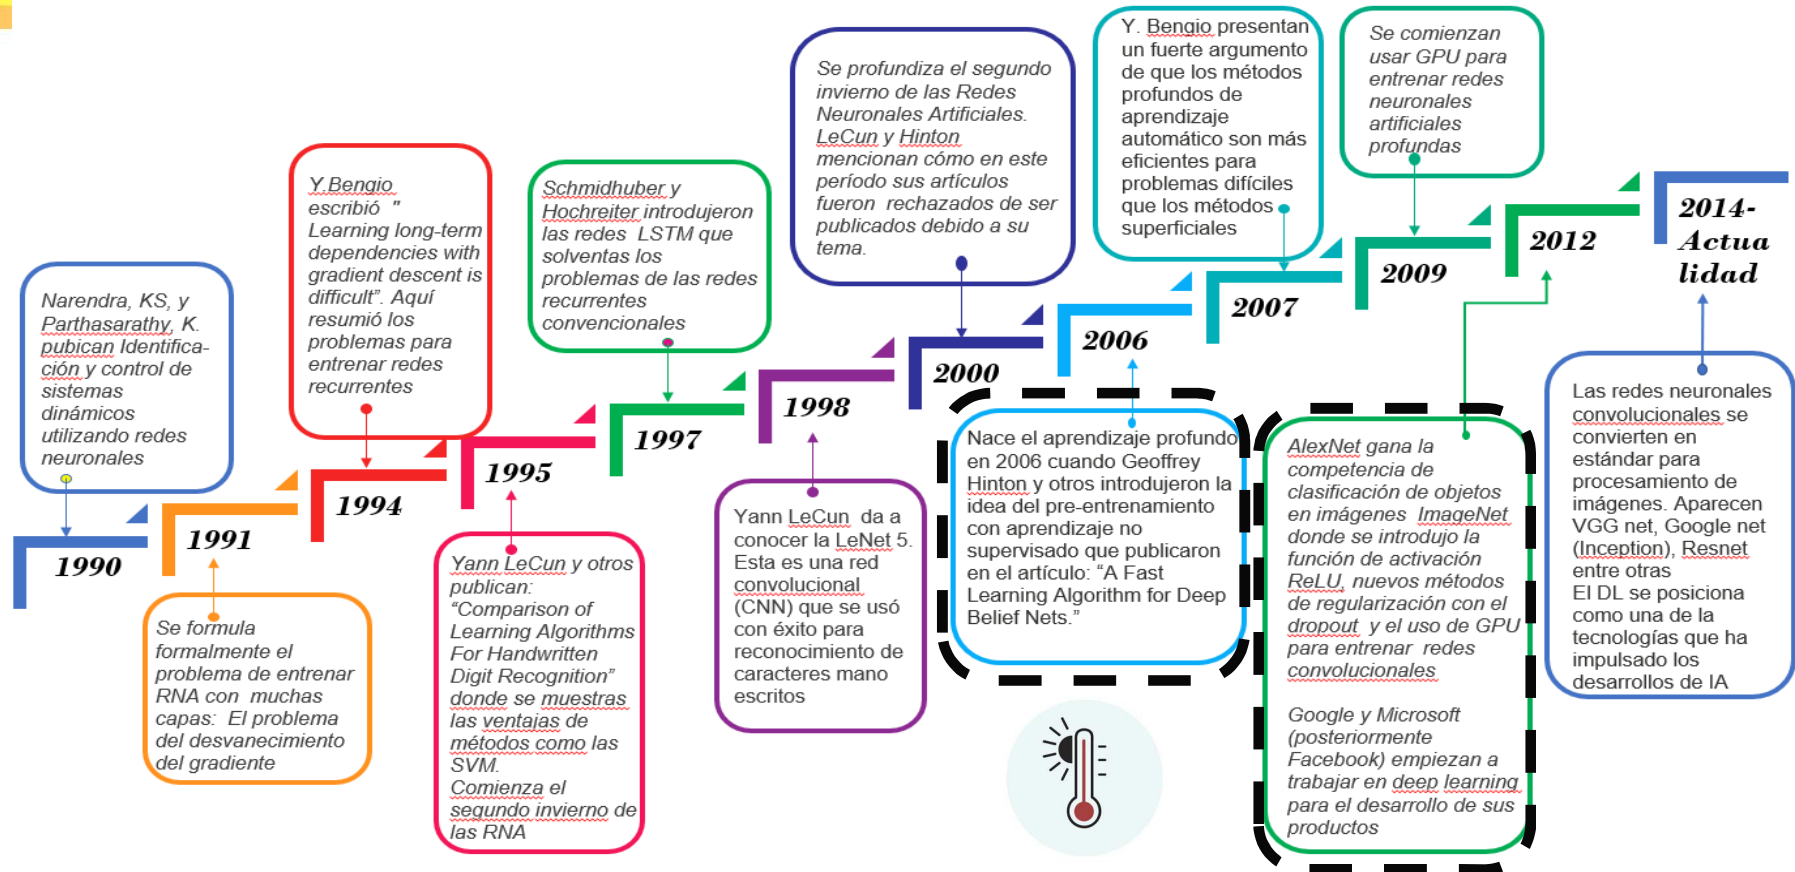 Narendra, KS, y
Parthasarathy, K.
pubican Identifica-
ción y control de
sistemas
dinámicos
utilizando redes
neuronales
1990
1991
Se formula
formalmente el
problema de entrenar
RNA con muchas
capas: El problema
del desvanecimiento
del gradiente
Y.Bengio
escribió "
Learning long-term
dependencies with
gradient descent is
difficult”. Aquí
resumió los
problemas para
entrenar redes
recurrentes
1994
1995
Yann LeCun y otros
publican:
“Comparison of
Learning Algorithms
For Handwritten
Digit Recognition”
donde se muestras
las ventajas de
métodos como las
SVM.
Comienza el
segundo invierno de
las RNA
Schmidhuber y
Hochreiter introdujeron
las redes LSTM que
solventas los
problemas de las redes
recurrentes
convencionales
1997
1998
Yann LeCun da a
conocer la LeNet 5.
Esta es una red
convolucional
(CNN) que se usó
con éxito para
reconocimiento de
caracteres mano
escritos
Se profundiza el segundo
invierno de las Redes
Neuronales Artificiales.
LeCun y Hinton
mencionan cómo en este
período sus artículos
fueron rechazados de ser
publicados debido a su
tema.
2000
2006
Nace el aprendizaje profundo
en 2006 cuando Geoffrey
Hinton y otros introdujeron la
idea del pre-entrenamiento
con aprendizaje no
supervisado que publicaron
en el artículo: “A Fast
Learning Algorithm for Deep
Belief Nets.”
Y. Bengio presentan
un fuerte argumento
de que los métodos
profundos de
aprendizaje
automático son más
eficientes para
problemas difíciles
que los métodos
superficiales
2007
Se comienzan
usar GPU para
entrenar redes
neuronales
artificiales
profundas
2009
2012
AlexNet gana la
competencia de
clasificación de objetos
en imágenes ImageNet
donde se introdujo la
función de activación
ReLU, nuevos métodos
de regularización con el
dropout y el uso de GPU
para entrenar redes
convolucionales
Google y Microsoft
(posteriormente
Facebook) empiezan a
trabajar en deep learning
para el desarrollo de sus
productos
2014-
Actua
lidad
Las redes neuronales
convolucionales se
convierten en
estándar para
procesamiento de
imágenes. Aparecen
VGG net, Google net
(Inception), Resnet
entre otras
El DL se posiciona
como una de la
tecnologías que ha
impulsado los
desarrollos de IA